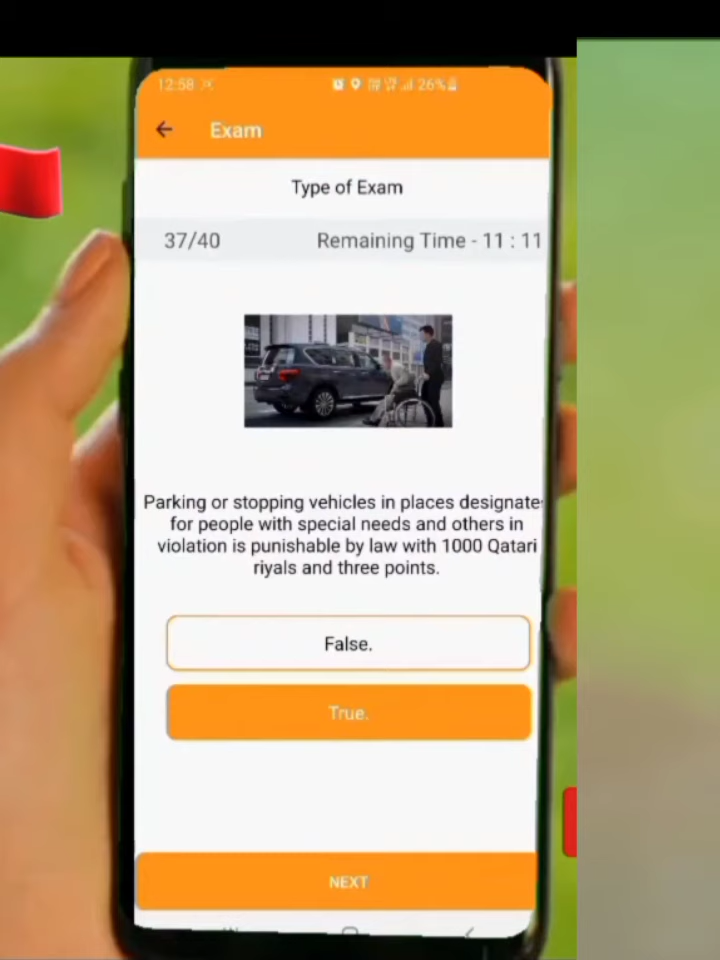 12:58
26%
Exam
Type of Exam
37/40
Remaining Time - 11 : 11
Parking or stopping vehicles in places designate
for people with special needs and others in
violation is punishable by law with 1000 Qatari
riyals and three points.
False.
True.
NEXT